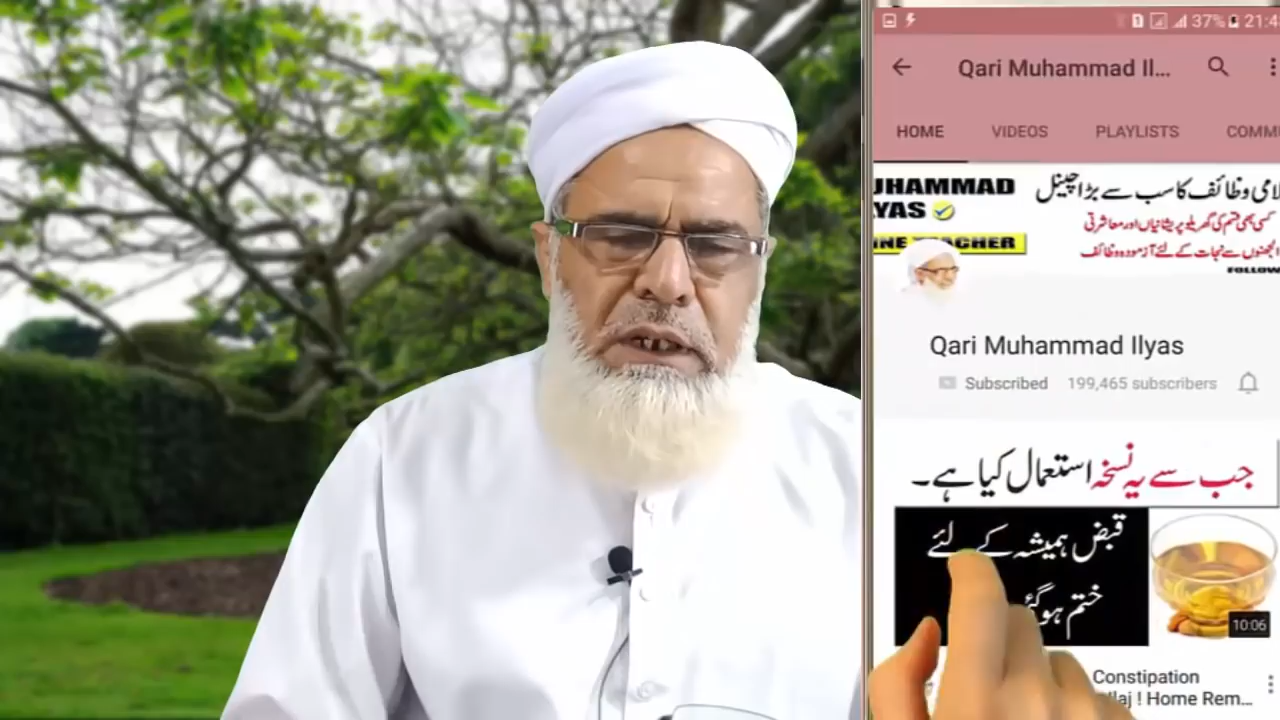 37% 21:4
Qari Muhammad Il...
HOME VIDEOS PLAYLISTS COMM
UHAMMAD
YAS
لامی وظائف کا سب سے بڑا چینل
کسی بھی قسم کی گھریلو پریشانیاں اور معاشرتی
الجھنوں سے نجات کے لئے آزمودہ وظائف
NE TEACHER
FOLLOW
Qari Muhammad Ilyas
Subscribed 199,465 subscribers
جب سے یہ نسخہ استعمال کیا ہے۔
قبض ہمیشہ کے لئے
ختم ہوگئی
10:06
Constipation
laj ! Home Rem...